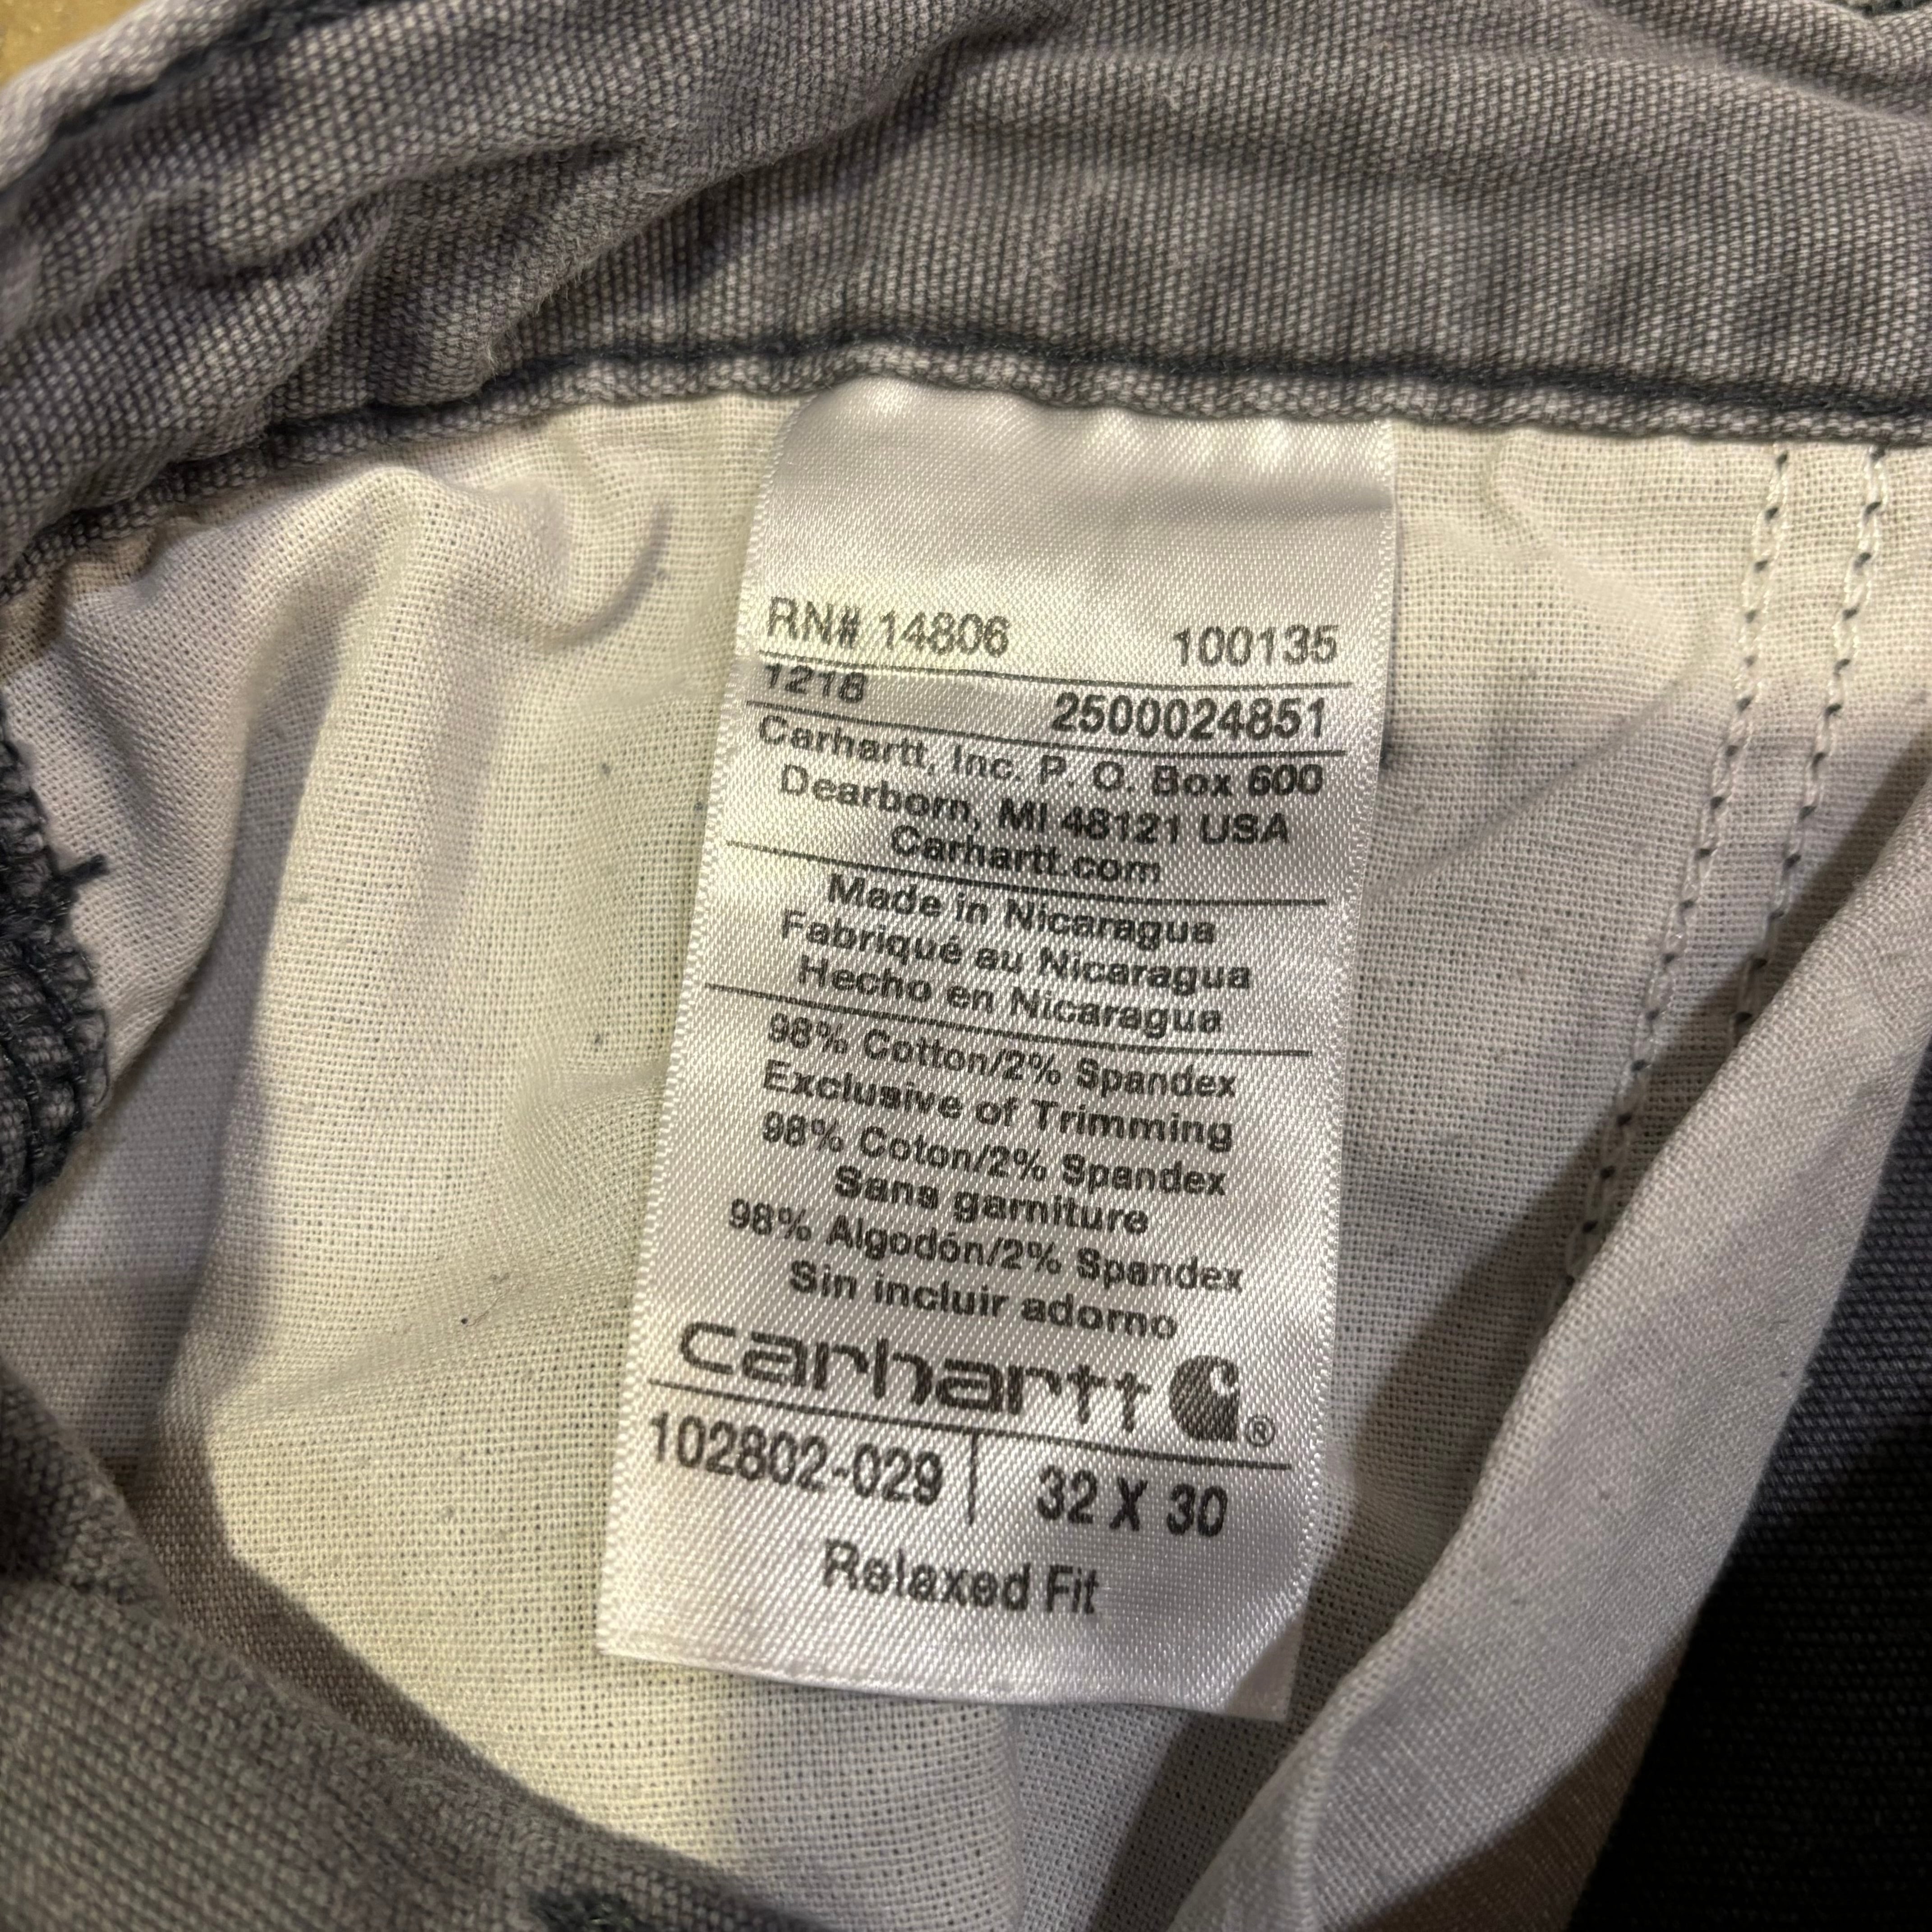 RN# 14806 100135
1218 2500024851
Carhartt, Inc. P. O. Box 600
Dearborn, MI 48121 USA
Carhartt.com
Made in Nicaragua
Fabriqué au Nicaragua
Hecho en Nicaragua
98% Cotton/2% Spandex
Exclusive of Trimming
98% Coton/2% Spandex
Sans garniture
98% Algodón/2% Spandex
Sin incluir adorno
carhartt ®
102802-029 | 32 X 30
Relaxed Fit